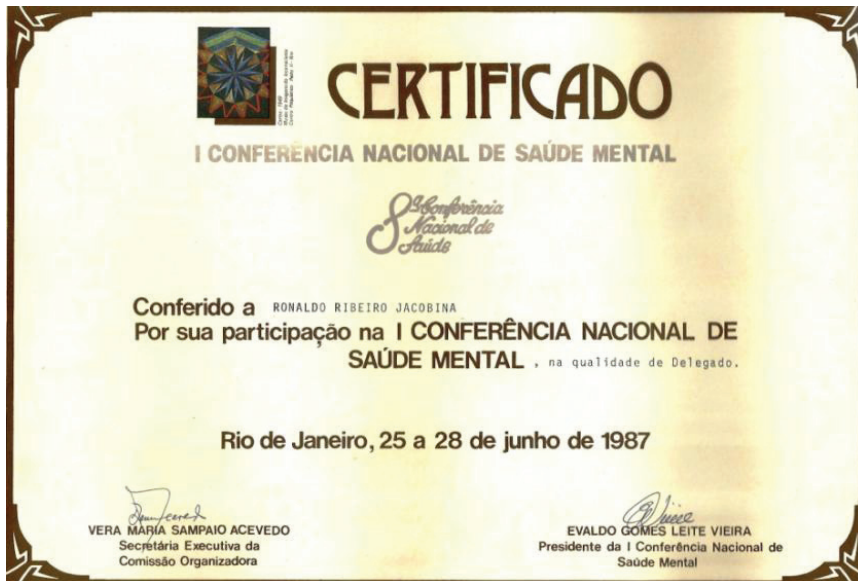 CERTIFICADO
I CONFERÊNCIA NACIONAL DE SAÚDE MENTAL
8ª Conferência
Nacional de
Saúde
Conferido a RONALDO RIBEIRO JACOBINA
Por sua participação na I CONFERÊNCIA NACIONAL DE
SAÚDE MENTAL , na qualidade de Delegado.
Rio de Janeiro, 25 a 28 de junho de 1987
VERA MARIA SAMPAIO ACEVEDO
Secretária Executiva da
Comissão Organizadora
EVALDO GOMES LEITE VIEIRA
Presidente da I Conferência Nacional de
Saúde Mental